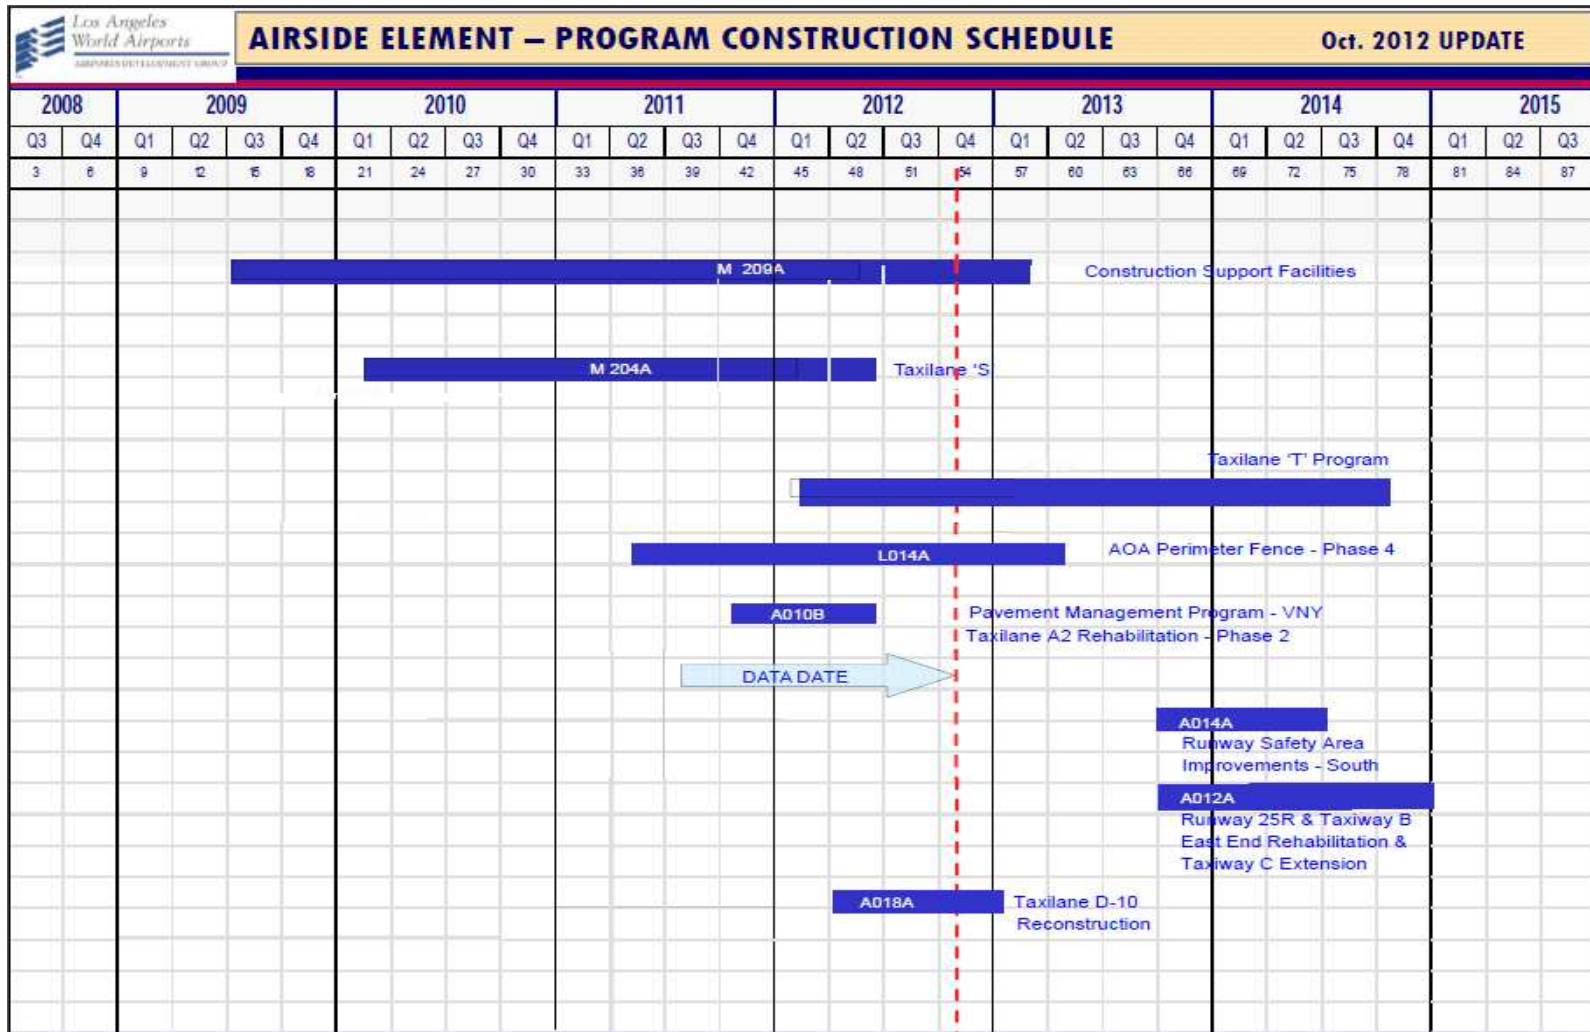 Los Angeles
World Airports
AIRPORTS DEVELOPMENT GROUP
AIRSIDE ELEMENT – PROGRAM CONSTRUCTION SCHEDULE Oct. 2012 UPDATE
2008 2009 2010 2011 2012 2013 2014 2015
Q3 Q4 Q1 Q2 Q3 Q4 Q1 Q2 Q3 Q4 Q1 Q2 Q3 Q4 Q1 Q2 Q3 Q4 Q1 Q2 Q3 Q4 Q1 Q2 Q3 Q4 Q1 Q2 Q3
3 6 9 12 15 18 21 24 27 30 33 36 39 42 45 48 51 54 57 60 63 66 69 72 75 78 81 84 87
M 209A Construction Support Facilities
M 204A Taxilane 'S'
Taxilane 'T' Program
L014A AOA Perimeter Fence - Phase 4
A010B Pavement Management Program - VNY
Taxilane A2 Rehabilitation - Phase 2
DATA DATE
A014A
Runway Safety Area
Improvements - South
A012A
Runway 25R & Taxiway B
East End Rehabilitation &
Taxiway C Extension
A018A Taxilane D-10
Reconstruction